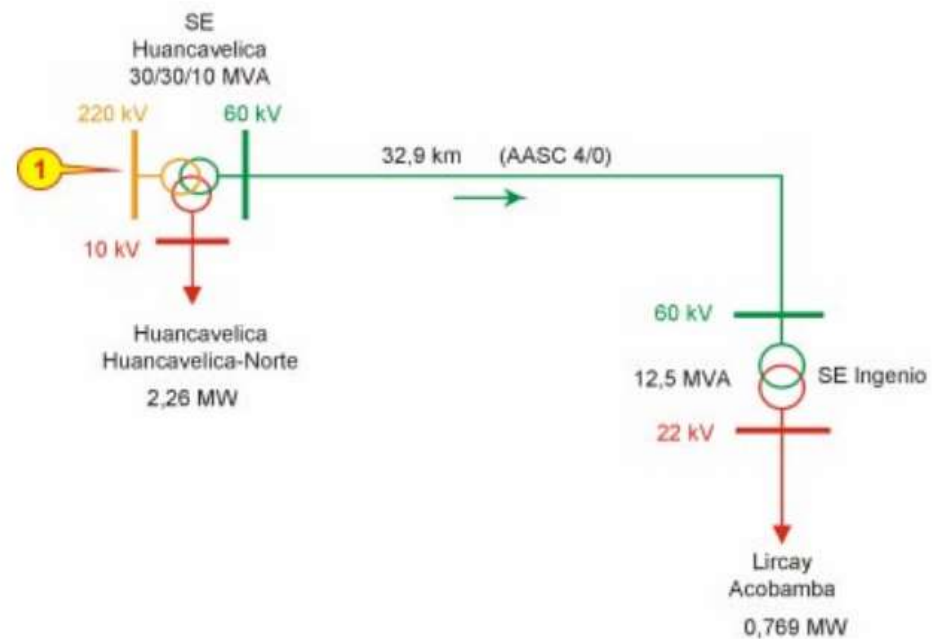 SE
Huancavelica
30/30/10 MVA
220 kV
60 kV
1
32,9 km (AASC 4/0)
10 kV
Huancavelica
Huancavelica-Norte
2,26 MW
60 kV
12,5 MVA
SE Ingenio
22 kV
Lircay
Acobamba
0,769 MW